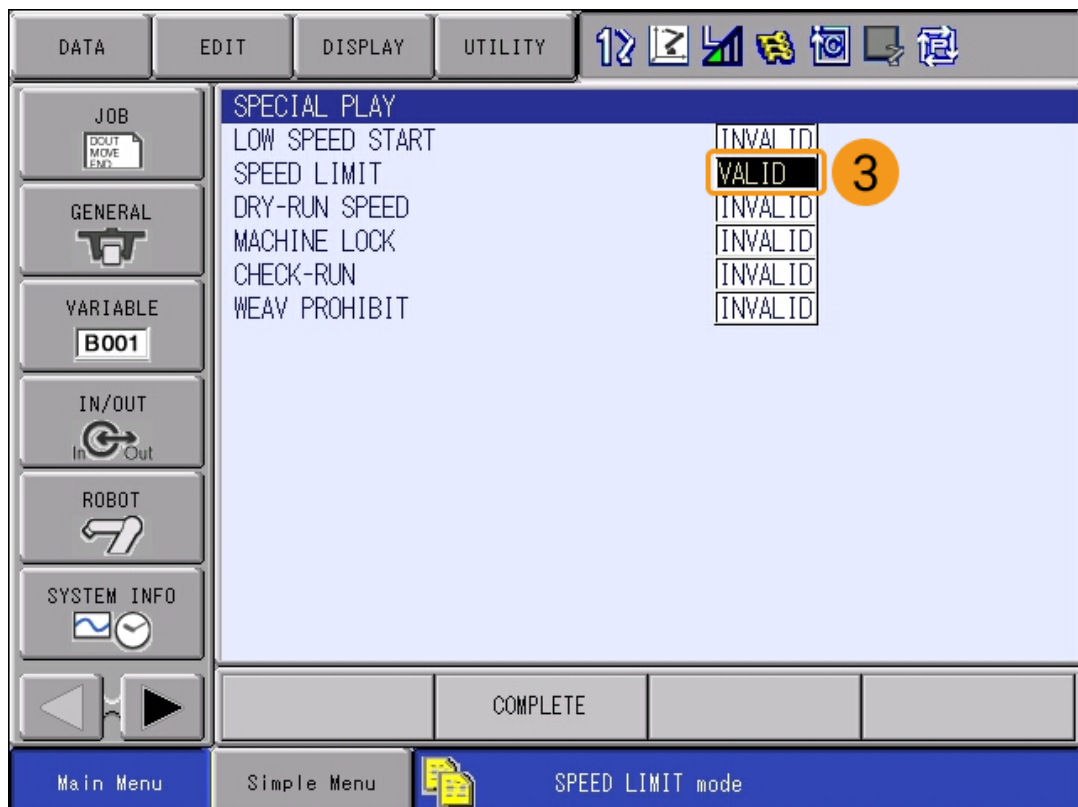 DATA EDIT DISPLAY UTILITY
JOB
DOUT
MOVE
END
GENERAL
VARIABLE
B001
IN/OUT
In Out
ROBOT
SYSTEM INFO
SPECIAL PLAY
LOW SPEED START INVALID
SPEED LIMIT VALID 3
DRY-RUN SPEED INVALID
MACHINE LOCK INVALID
CHECK-RUN INVALID
WEAV PROHIBIT INVALID
COMPLETE
Main Menu Simple Menu SPEED LIMIT mode